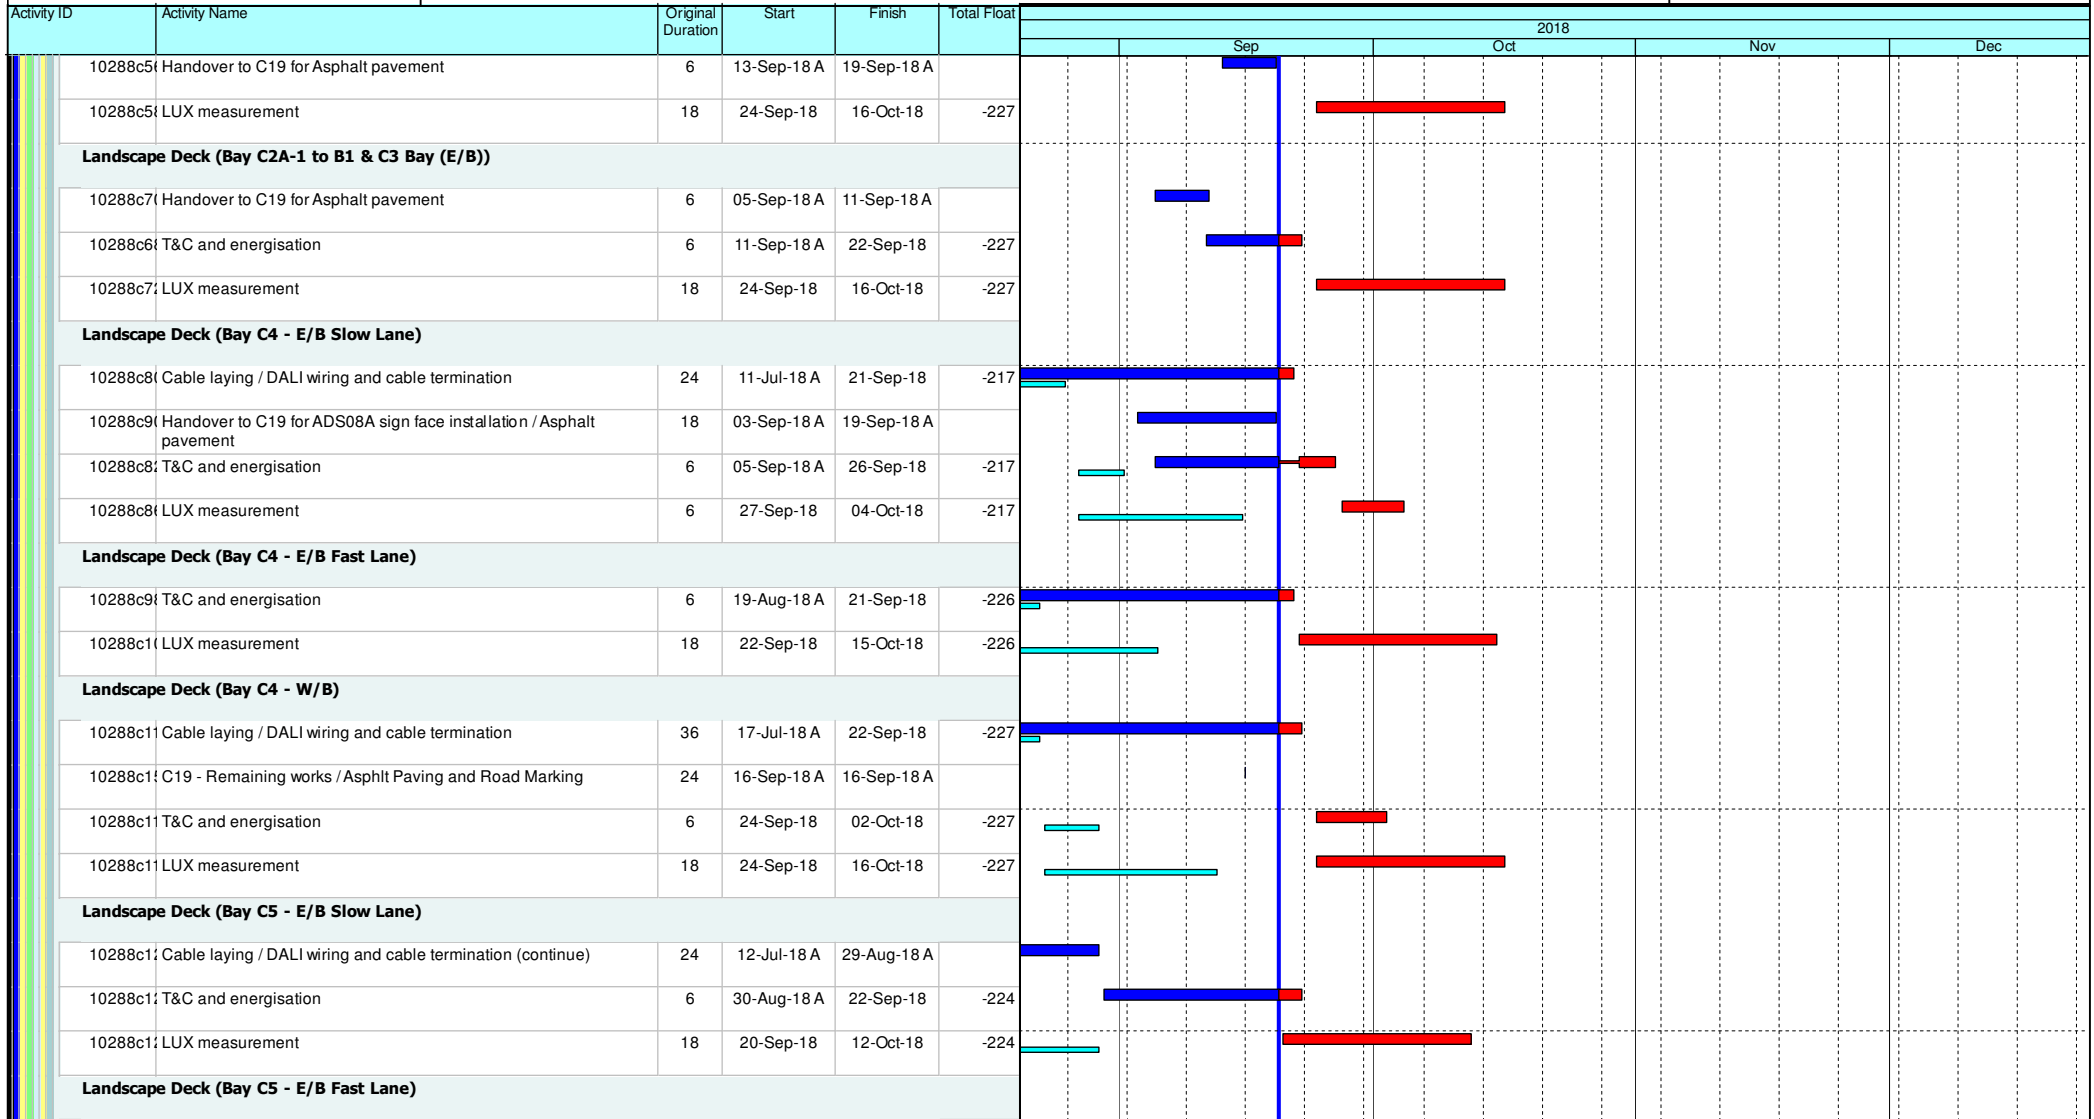 Activity ID Activity Name Original Duration Start Finish Total Float
2018
Sep Oct Nov Dec
10288c5 Handover to C19 for Asphalt pavement 6 13-Sep-18 A 19-Sep-18 A
10288c5 LUX measurement 18 24-Sep-18 16-Oct-18 -227
Landscape Deck (Bay C2A-1 to B1 & C3 Bay (E/B))
10288c7 Handover to C19 for Asphalt pavement 6 05-Sep-18 A 11-Sep-18 A
10288c6 T&C and energisation 6 11-Sep-18 A 22-Sep-18 -227
10288c7 LUX measurement 18 24-Sep-18 16-Oct-18 -227
Landscape Deck (Bay C4 - E/B Slow Lane)
10288c8 Cable laying / DALI wiring and cable termination 24 11-Jul-18 A 21-Sep-18 -217
10288c9 Handover to C19 for ADS08A sign face installation / Asphalt 18 03-Sep-18 A 19-Sep-18 A
pavement
10288c8 T&C and energisation 6 05-Sep-18 A 26-Sep-18 -217
10288c8 LUX measurement 6 27-Sep-18 04-Oct-18 -217
Landscape Deck (Bay C4 - E/B Fast Lane)
10288c9 T&C and energisation 6 19-Aug-18 A 21-Sep-18 -226
10288c1 LUX measurement 18 22-Sep-18 15-Oct-18 -226
Landscape Deck (Bay C4 - W/B)
10288c1 Cable laying / DALI wiring and cable termination 36 17-Jul-18 A 22-Sep-18 -227
10288c1 C19 - Remaining works / Asphlt Paving and Road Marking 24 16-Sep-18 A 16-Sep-18 A
10288c1 T&C and energisation 6 24-Sep-18 02-Oct-18 -227
10288c1 LUX measurement 18 24-Sep-18 16-Oct-18 -227
Landscape Deck (Bay C5 - E/B Slow Lane)
10288c1 Cable laying / DALI wiring and cable termination (continue) 24 12-Jul-18 A 29-Aug-18 A
10288c1 T&C and energisation 6 30-Aug-18 A 22-Sep-18 -224
10288c1 LUX measurement 18 20-Sep-18 12-Oct-18 -224
Landscape Deck (Bay C5 - E/B Fast Lane)